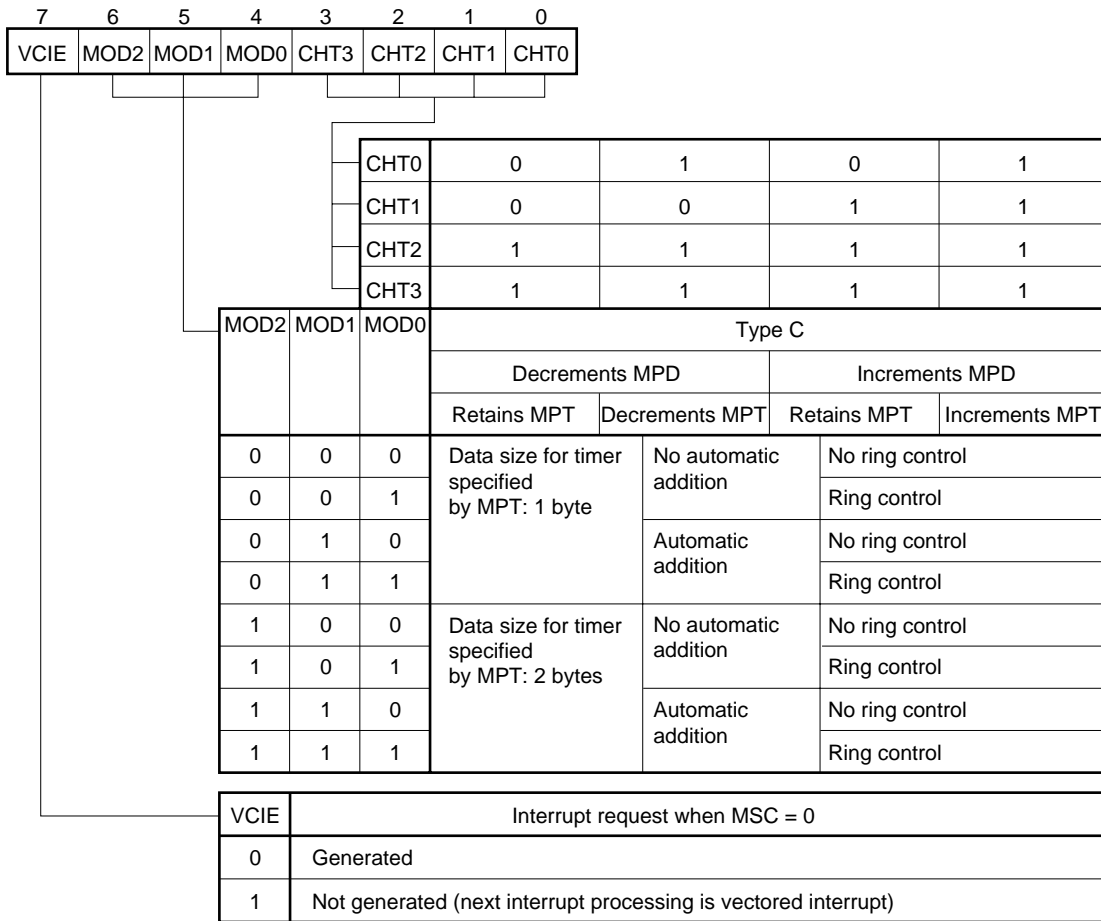 7 6 5 4 3 2 1 0
VCIE MOD2 MOD1 MOD0 CHT3 CHT2 CHT1 CHT0
CHT0 0 1 0 1
CHT1 0 0 1 1
CHT2 1 1 1 1
CHT3 1 1 1 1
MOD2 MOD1 MOD0 Type C
Decrements MPD Increments MPD
Retains MPT Decrements MPT Retains MPT Increments MPT
0 0 0 Data size for timer No automatic No ring control
specified addition
0 0 1 by MPT: 1 byte Ring control
0 1 0 Automatic No ring control
addition
0 1 1 Ring control
1 0 0 Data size for timer No automatic No ring control
specified addition
1 0 1 by MPT: 2 bytes Ring control
1 1 0 Automatic No ring control
addition
1 1 1 Ring control
VCIE Interrupt request when MSC = 0
0 Generated
1 Not generated (next interrupt processing is vectored interrupt)